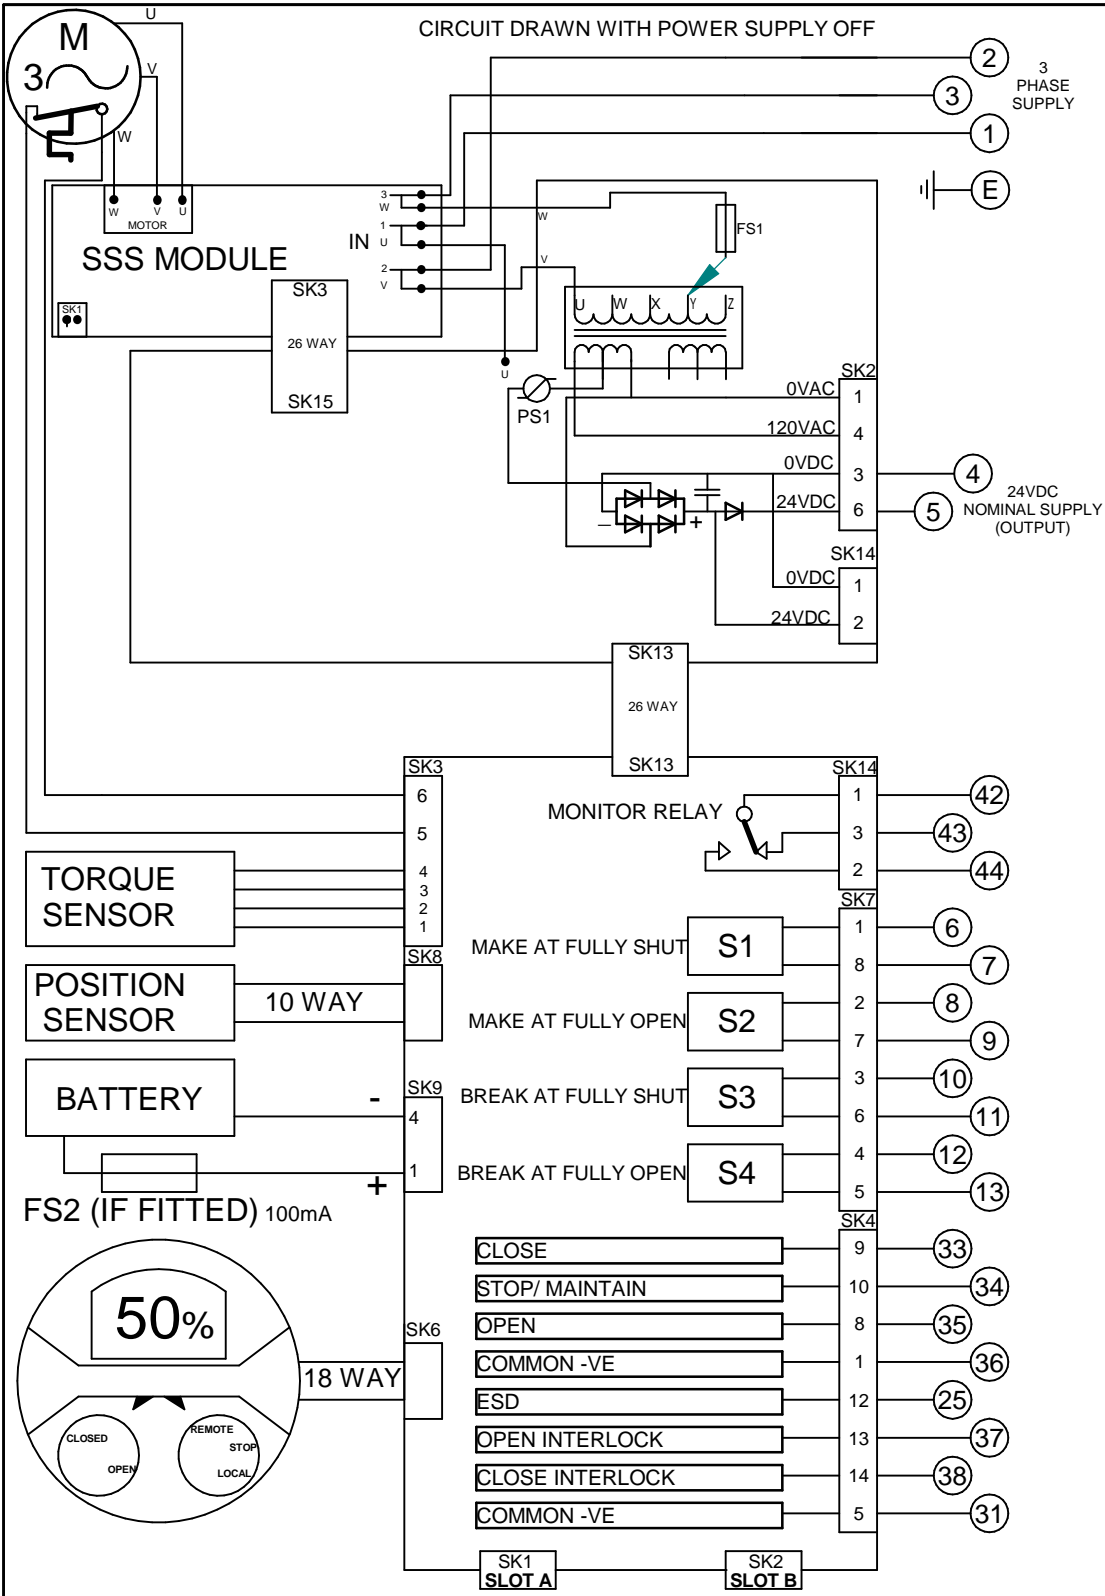 CIRCUIT DRAWN WITH POWER SUPPLY OFF
U
M
3
V
W
2
3
PHASE
SUPPLY
3
1
E
W V U
MOTOR
SSS MODULE
IN
3
W
1
U
2
V
W
V
FS1
SK1
SK3
26 WAY
SK15
U W X Y Z
U
PS1
SK2
0VAC 1
120VAC 4
0VDC 3 4
24VDC 6 5
24VDC
NOMINAL SUPPLY
(OUTPUT)
– +
SK14
0VDC 1
24VDC 2
SK13
26 WAY
SK13
SK3
6
5
4
3
2
1
TORQUE
SENSOR
SK8
POSITION
SENSOR
10 WAY
SK9
BATTERY
-
4
1
+
FS2 (IF FITTED) 100mA
50%
SK6
18 WAY
CLOSED
OPEN
REMOTE
STOP
LOCAL
SK14
MONITOR RELAY
1 42
3 43
2 44
SK7
MAKE AT FULLY SHUT S1
1 6
8 7
MAKE AT FULLY OPEN S2
2 8
7 9
BREAK AT FULLY SHUT S3
3 10
6 11
BREAK AT FULLY OPEN S4
4 12
5 13
SK4
CLOSE 9 33
STOP/ MAINTAIN 10 34
OPEN 8 35
COMMON -VE 1 36
ESD 12 25
OPEN INTERLOCK 13 37
CLOSE INTERLOCK 14 38
COMMON -VE 5 31
SK1
SLOT A
SK2
SLOT B